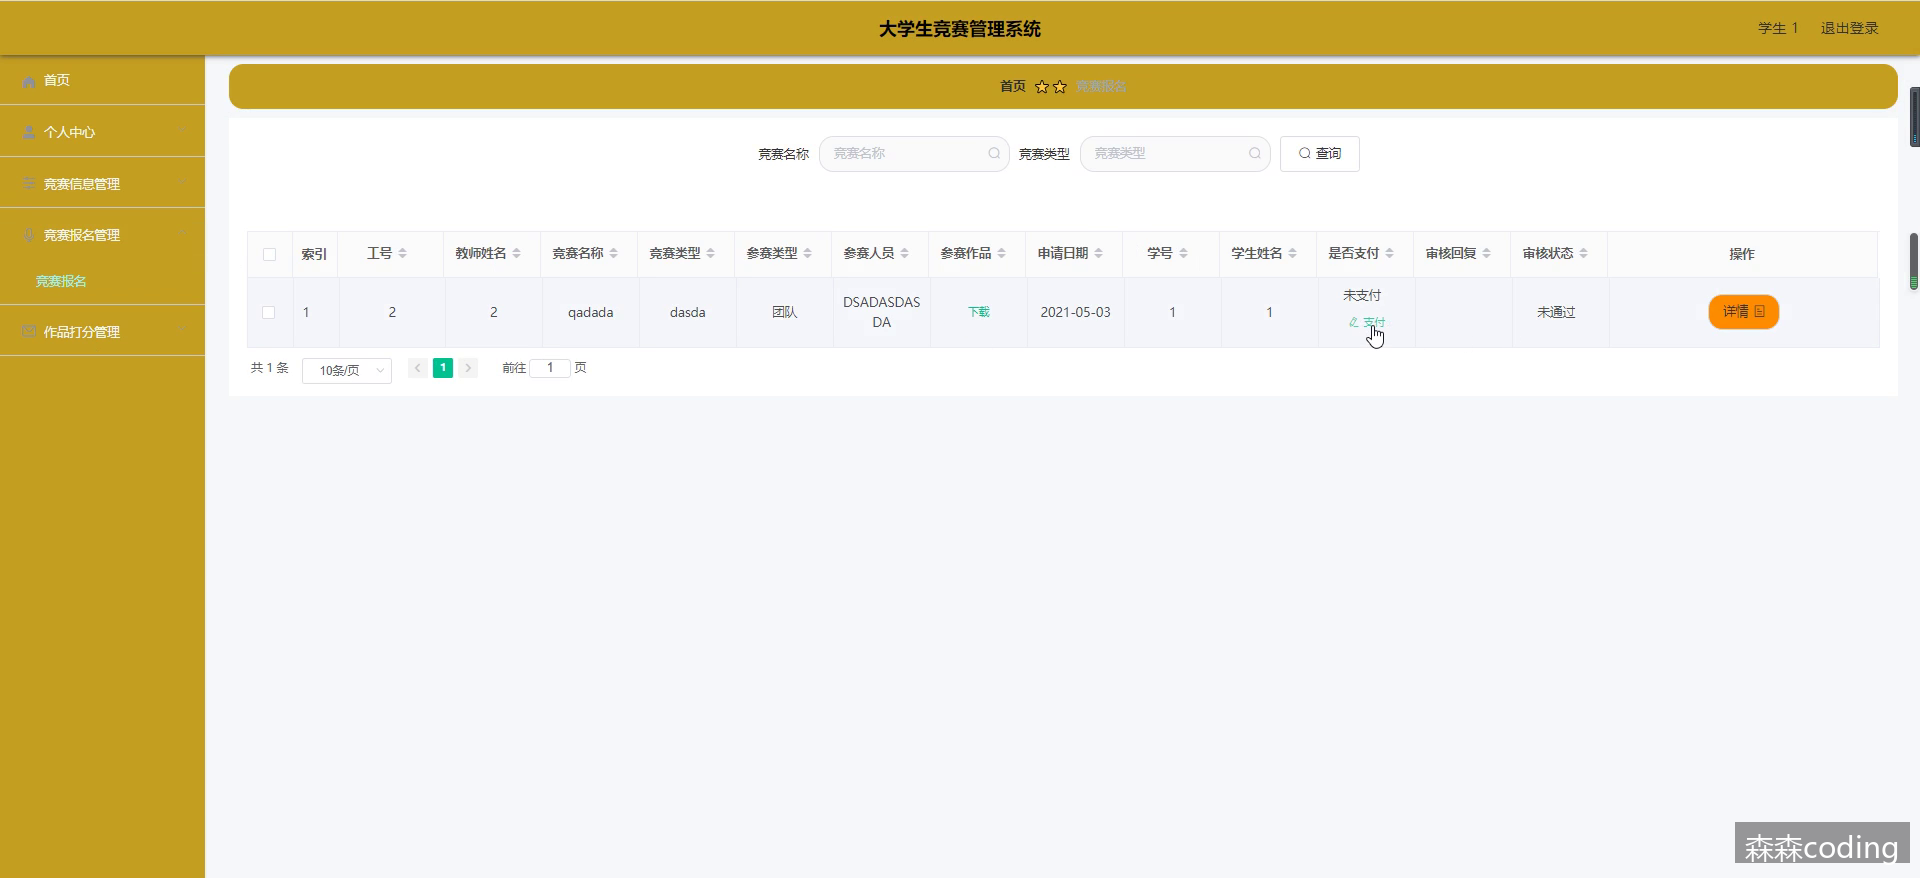 大学生竞赛管理系统
学生 1 退出登录
首页
个人中心
竞赛信息管理
竞赛报名管理
竞赛报名
作品打分管理
首页 竞赛报名
竞赛名称 竞赛名称 竞赛类型 竞赛类型 查询
索引 工号 教师姓名 竞赛名称 竞赛类型 参赛类型 参赛人员 参赛作品 申请日期 学号 学生姓名 是否支付 审核回复 审核状态 操作
1 2 2 qadada dasda 团队 DSADASDASDA 下载 2021-05-03 1 1 未支付 支付 未通过 详情
共 1 条 10条/页 1 前往 1 页
森森coding